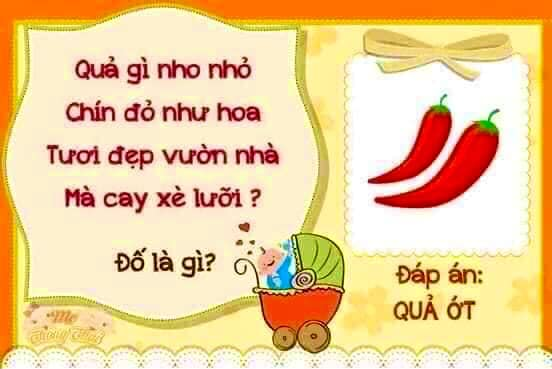 Quả gì nho nhỏ
Chín đỏ như hoa
Tươi đẹp vườn nhà
Mà cay xè lưỡi ?
Đố là gì?
Đáp án:
QUẢ ỚT
Mẹ